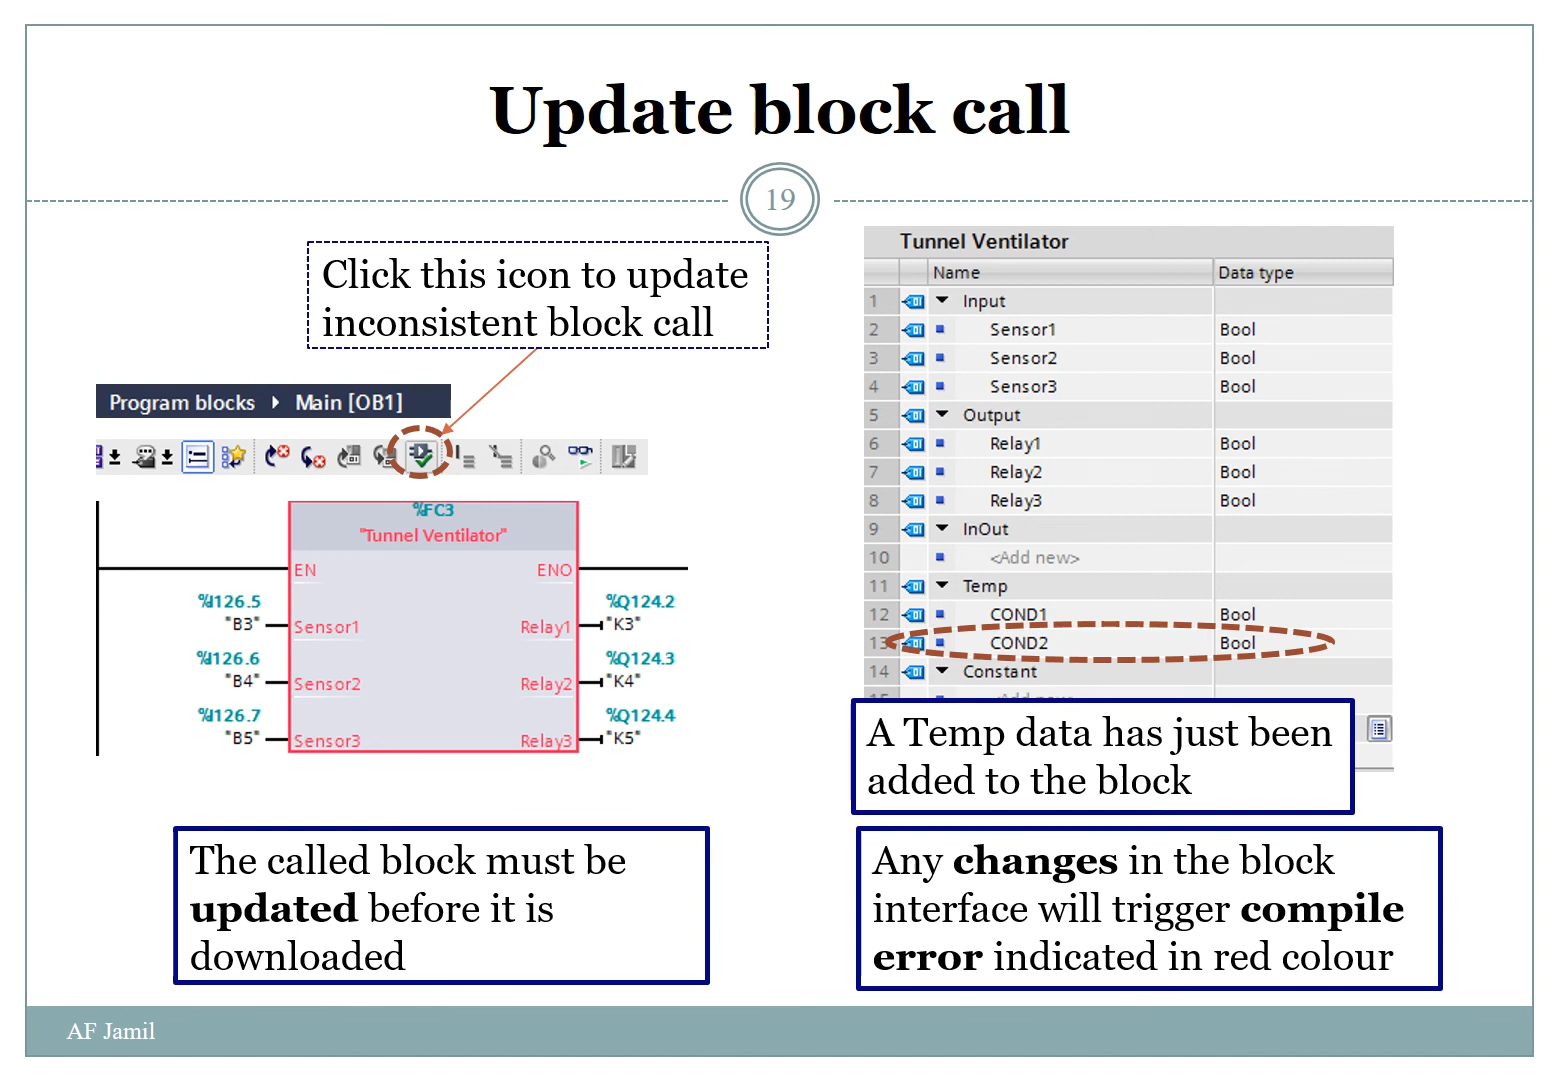 Update block call
19
Click this icon to update
inconsistent block call
Program blocks Main [OB1]
%FC3
"Tunnel Ventilator"
EN ENO
%I126.5 %Q124.2
"B3" Sensor1 Relay1 "K3"
%I126.6 %Q124.3
"B4" Sensor2 Relay2 "K4"
%I126.7 %Q124.4
"B5" Sensor3 Relay3 "K5"
The called block must be
updated before it is
downloaded
Tunnel Ventilator
Name Data type
1 Input
2 Sensor1 Bool
3 Sensor2 Bool
4 Sensor3 Bool
5 Output
6 Relay1 Bool
7 Relay2 Bool
8 Relay3 Bool
9 InOut
10 <Add new>
11 Temp
12 COND1 Bool
13 COND2 Bool
14 Constant
A Temp data has just been
added to the block
Any changes in the block
interface will trigger compile
error indicated in red colour
AF Jamil